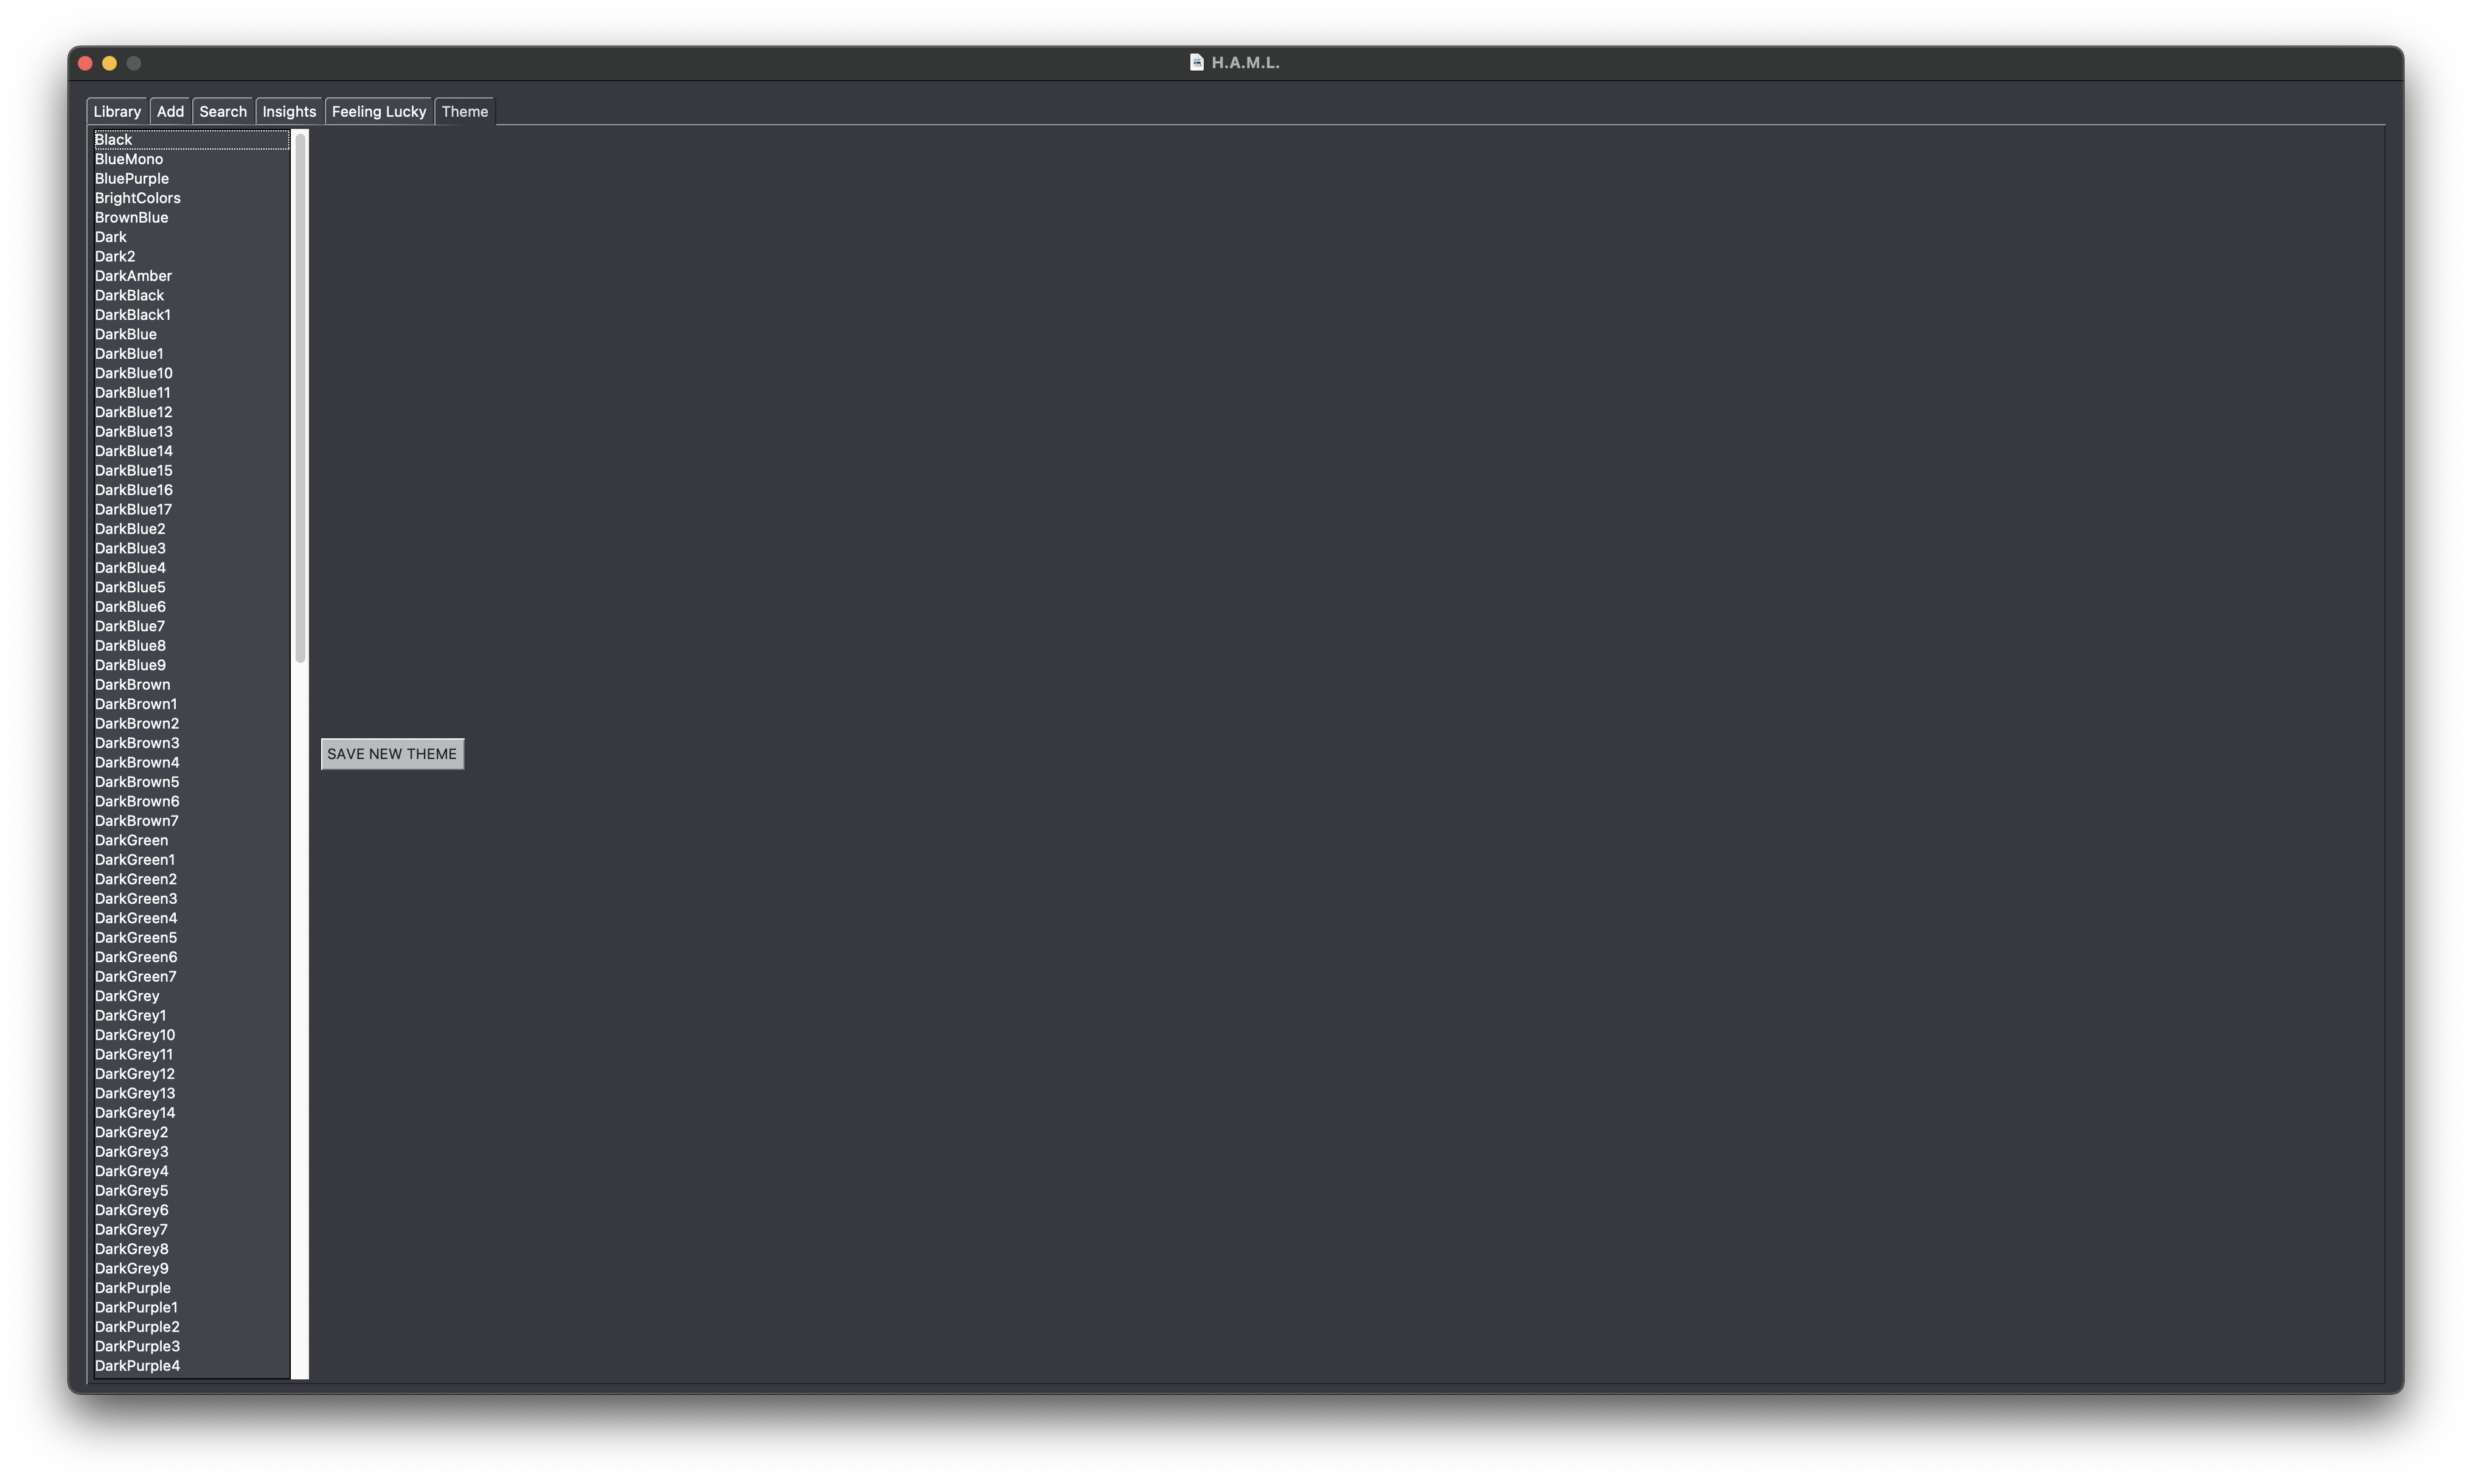 H.A.M.L.
Library Add Search Insights Feeling Lucky Theme
Black
BlueMono
BluePurple
BrightColors
BrownBlue
Dark
Dark2
DarkAmber
DarkBlack
DarkBlack1
DarkBlue
DarkBlue1
DarkBlue10
DarkBlue11
DarkBlue12
DarkBlue13
DarkBlue14
DarkBlue15
DarkBlue16
DarkBlue17
DarkBlue2
DarkBlue3
DarkBlue4
DarkBlue5
DarkBlue6
DarkBlue7
DarkBlue8
DarkBlue9
DarkBrown
DarkBrown1
DarkBrown2
DarkBrown3
DarkBrown4
DarkBrown5
DarkBrown6
DarkBrown7
DarkGreen
DarkGreen1
DarkGreen2
DarkGreen3
DarkGreen4
DarkGreen5
DarkGreen6
DarkGreen7
DarkGrey
DarkGrey1
DarkGrey10
DarkGrey11
DarkGrey12
DarkGrey13
DarkGrey14
DarkGrey2
DarkGrey3
DarkGrey4
DarkGrey5
DarkGrey6
DarkGrey7
DarkGrey8
DarkGrey9
DarkPurple
DarkPurple1
DarkPurple2
DarkPurple3
DarkPurple4
SAVE NEW THEME